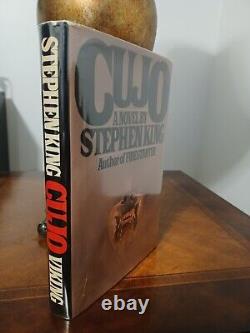 CUJO
A NOVEL BY
STEPHEN KING
Author of FIRESTARTER
STEPHEN KING CUJO VIKING